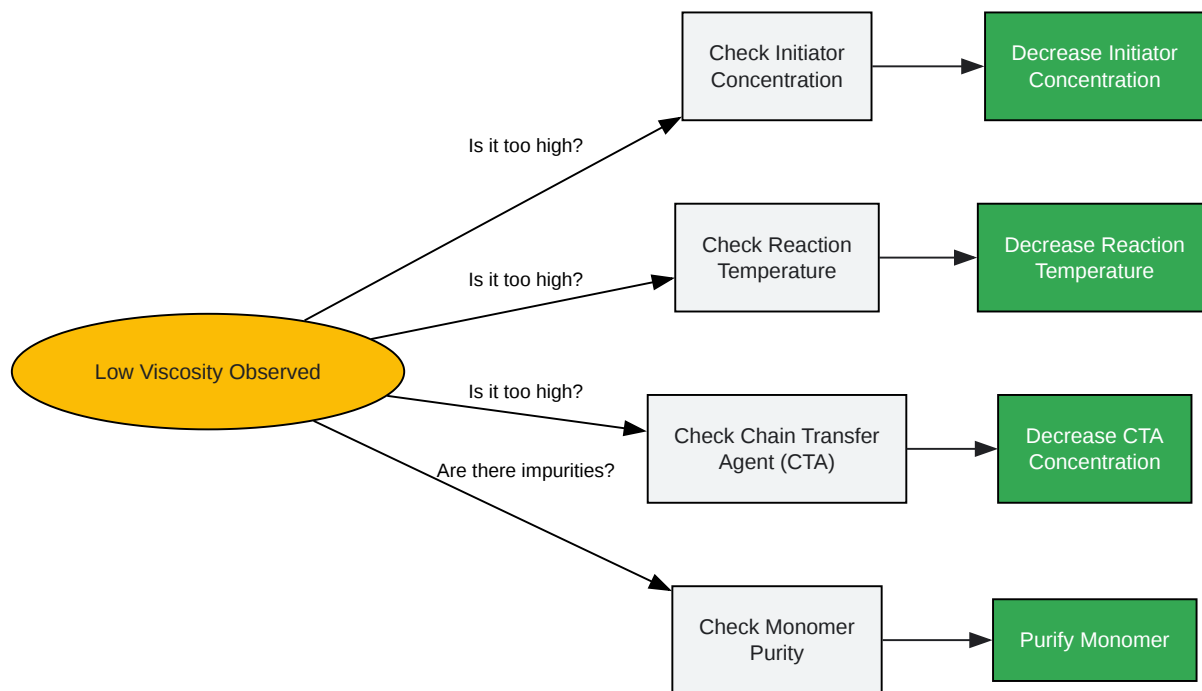 Check Initiator
Concentration
Decrease Initiator
Concentration
Is it too high?
Check Reaction
Temperature
Decrease Reaction
Temperature
Is it too high?
Low Viscosity Observed
Is it too high?
Check Chain Transfer
Agent (CTA)
Decrease CTA
Concentration
Are there impurities?
Check Monomer
Purity
Purify Monomer